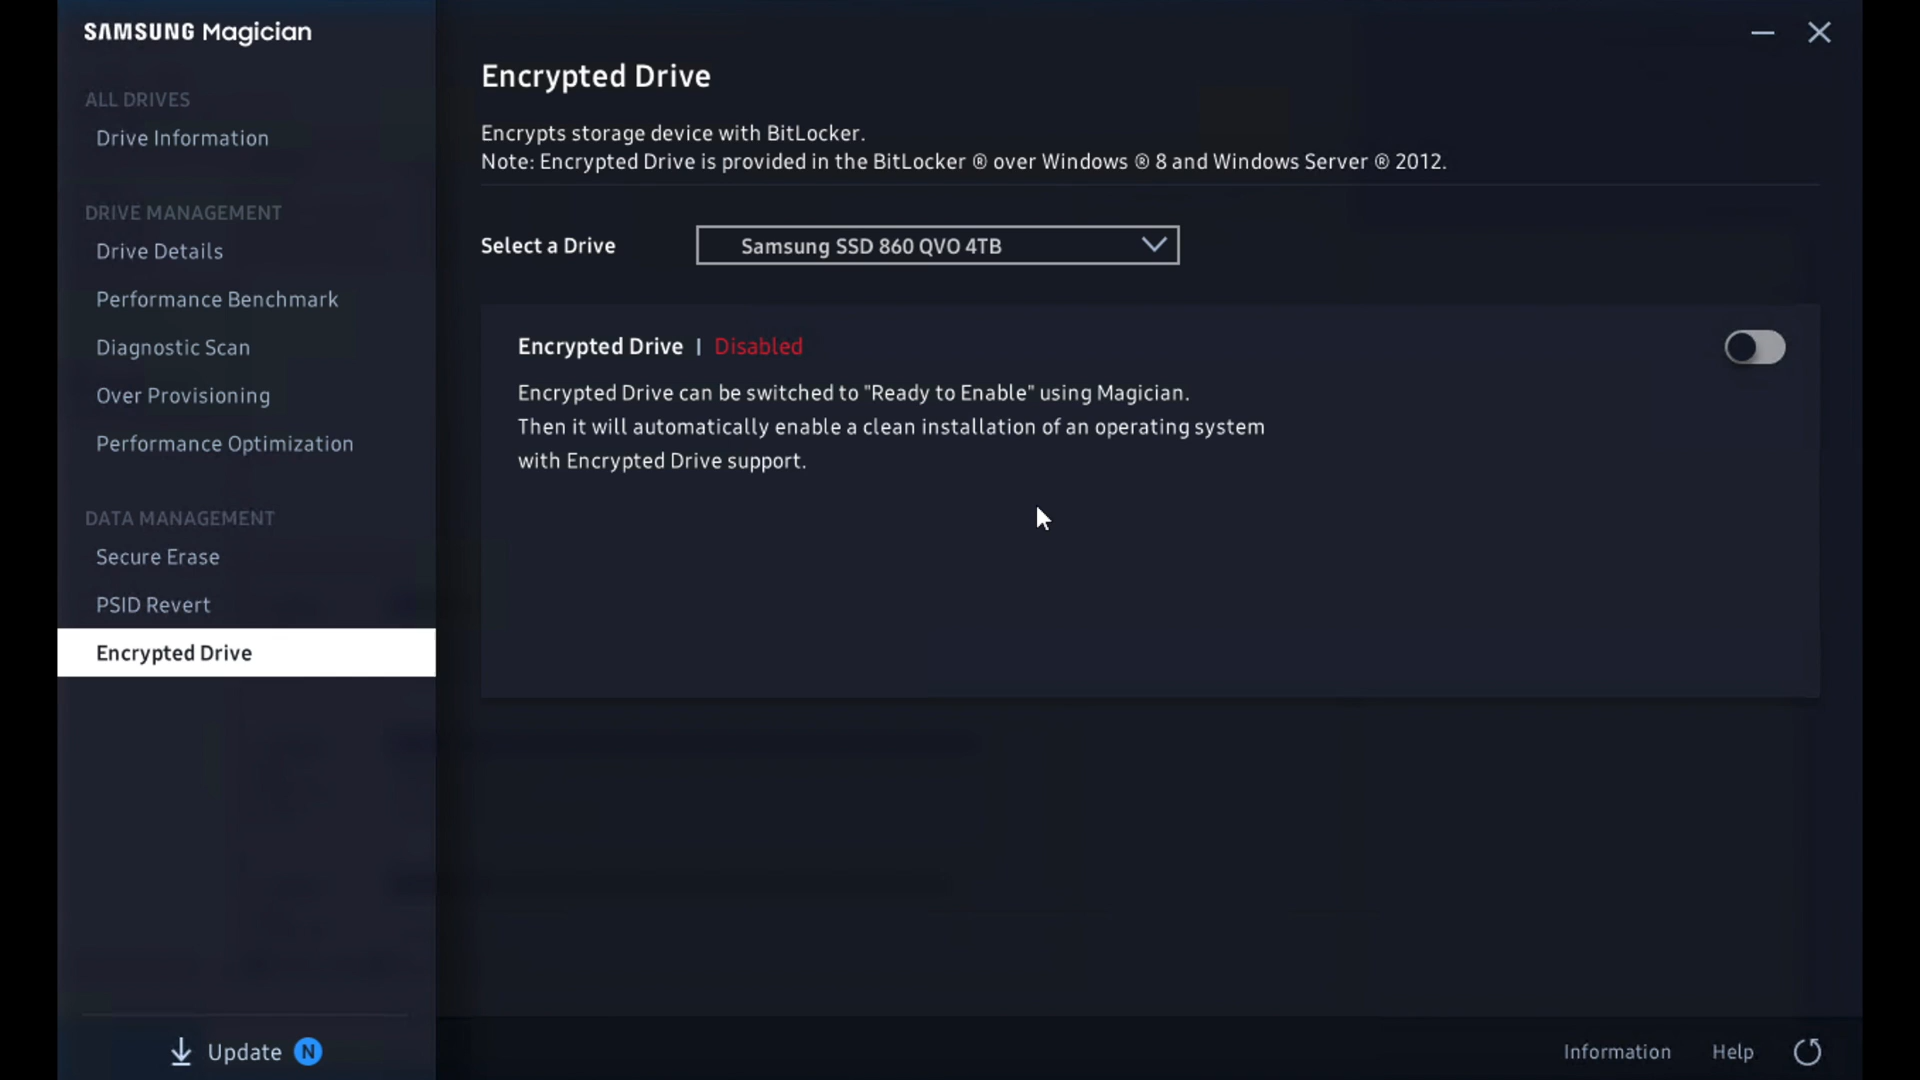 SAMSUNG Magician
ALL DRIVES
Drive Information
DRIVE MANAGEMENT
Drive Details
Performance Benchmark
Diagnostic Scan
Over Provisioning
Performance Optimization
DATA MANAGEMENT
Secure Erase
PSID Revert
Encrypted Drive
Update N
Encrypted Drive
Encrypts storage device with BitLocker.
Note: Encrypted Drive is provided in the BitLocker ® over Windows ® 8 and Windows Server ® 2012.
Select a Drive Samsung SSD 860 QVO 4TB
Encrypted Drive | Disabled
Encrypted Drive can be switched to "Ready to Enable" using Magician.
Then it will automatically enable a clean installation of an operating system
with Encrypted Drive support.
Information Help